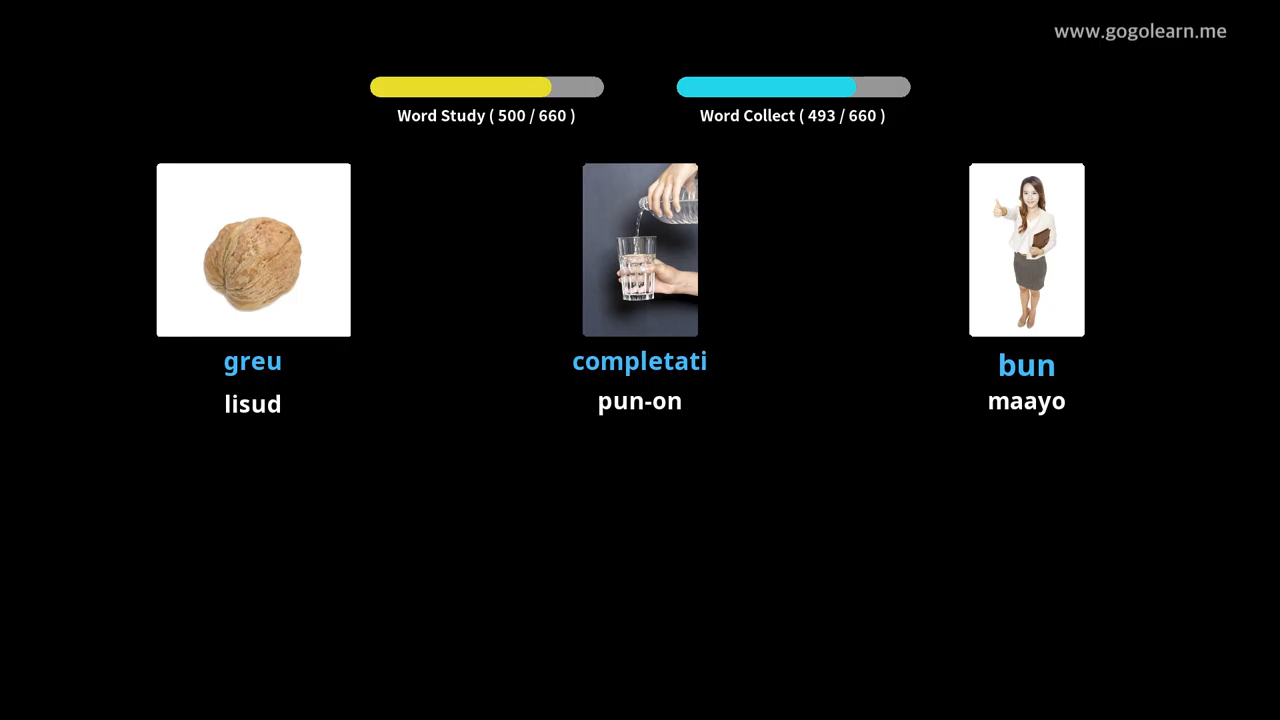 www.gogolearn.me
Word Study ( 500 / 660 )
Word Collect ( 493 / 660 )
greu
lisud
completati
pun-on
bun
maayo